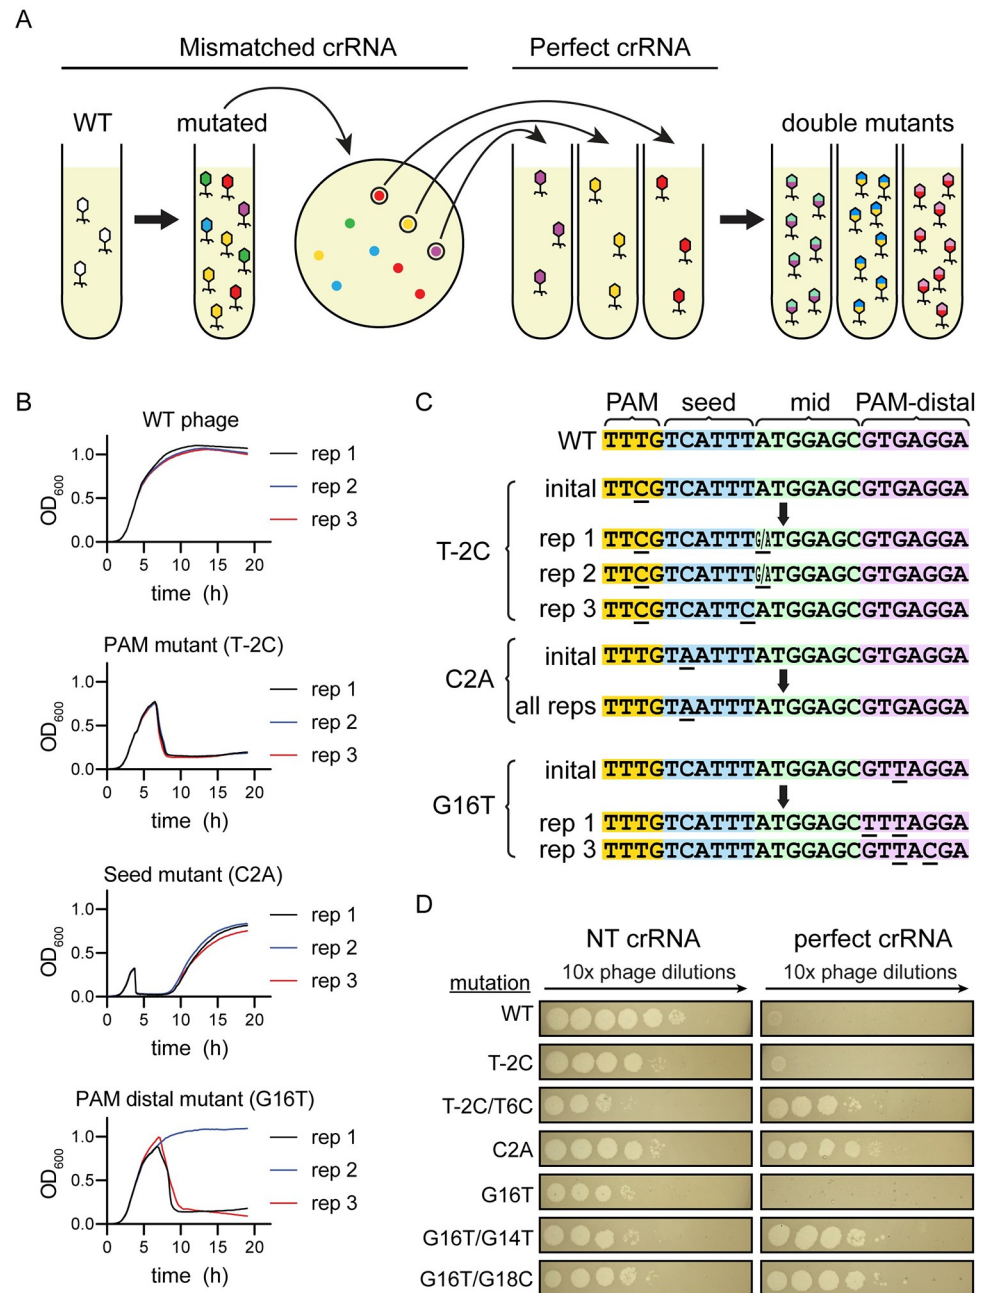 A
Mismatched crRNA
Perfect crRNA
WT
mutated
double mutants
B
WT phage
OD600
1.0
0.5
0.0
0 5 10 15 20
time (h)
rep 1
rep 2
rep 3
PAM mutant (T-2C)
OD600
1.0
0.5
0.0
0 5 10 15 20
time (h)
rep 1
rep 2
rep 3
Seed mutant (C2A)
OD600
1.0
0.5
0.0
0 5 10 15 20
time (h)
rep 1
rep 2
rep 3
PAM distal mutant (G16T)
OD600
1.0
0.5
0.0
0 5 10 15 20
time (h)
rep 1
rep 2
rep 3
C
PAM seed mid PAM-distal
WT TTTGTCATTTATGGAGCGTGAGGA
T-2C
inital TTCGTCATTTATGGAGCGTGAGGA
rep 1 TTCGTCATTTG/ATGGAGCGTGAGGA
rep 2 TTCGTCATTTG/ATGGAGCGTGAGGA
rep 3 TTCGTCATTCATGGAGCGTGAGGA
C2A
inital TTTGTAATTTATGGAGCGTGAGGA
all reps TTTGTAATTTATGGAGCGTGAGGA
G16T
inital TTTGTCATTTATGGAGCGTTAGGA
rep 1 TTTGTCATTTATGGAGCTTTAGGA
rep 3 TTTGTCATTTATGGAGCGTTACGA
D
NT crRNA perfect crRNA
mutation 10x phage dilutions 10x phage dilutions
WT
T-2C
T-2C/T6C
C2A
G16T
G16T/G14T
G16T/G18C